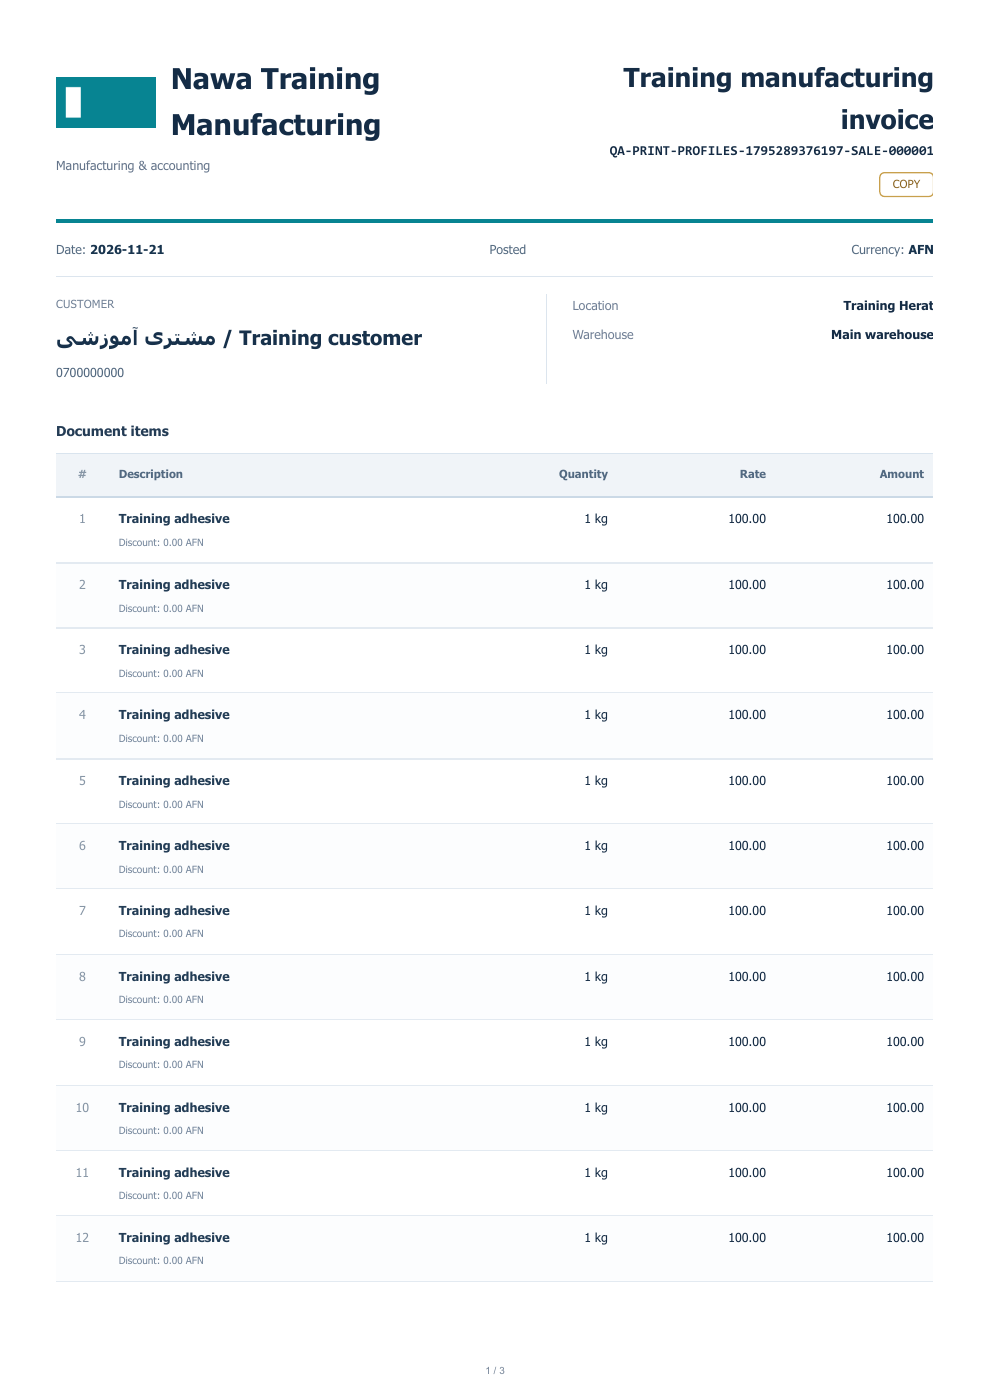 Nawa Training
Manufacturing
Manufacturing & accounting
Training manufacturing
invoice
QA-PRINT-PROFILES-1795289376197-SALE-000001
COPY
Date: 2026-11-21 Posted Currency: AFN
CUSTOMER
مشتری آموزشی / Training customer
0700000000
Location Training Herat
Warehouse Main warehouse
Document items
# Description Quantity Rate Amount
1 Training adhesive 1 kg 100.00 100.00
Discount: 0.00 AFN
2 Training adhesive 1 kg 100.00 100.00
Discount: 0.00 AFN
3 Training adhesive 1 kg 100.00 100.00
Discount: 0.00 AFN
4 Training adhesive 1 kg 100.00 100.00
Discount: 0.00 AFN
5 Training adhesive 1 kg 100.00 100.00
Discount: 0.00 AFN
6 Training adhesive 1 kg 100.00 100.00
Discount: 0.00 AFN
7 Training adhesive 1 kg 100.00 100.00
Discount: 0.00 AFN
8 Training adhesive 1 kg 100.00 100.00
Discount: 0.00 AFN
9 Training adhesive 1 kg 100.00 100.00
Discount: 0.00 AFN
10 Training adhesive 1 kg 100.00 100.00
Discount: 0.00 AFN
11 Training adhesive 1 kg 100.00 100.00
Discount: 0.00 AFN
12 Training adhesive 1 kg 100.00 100.00
Discount: 0.00 AFN
1 / 3